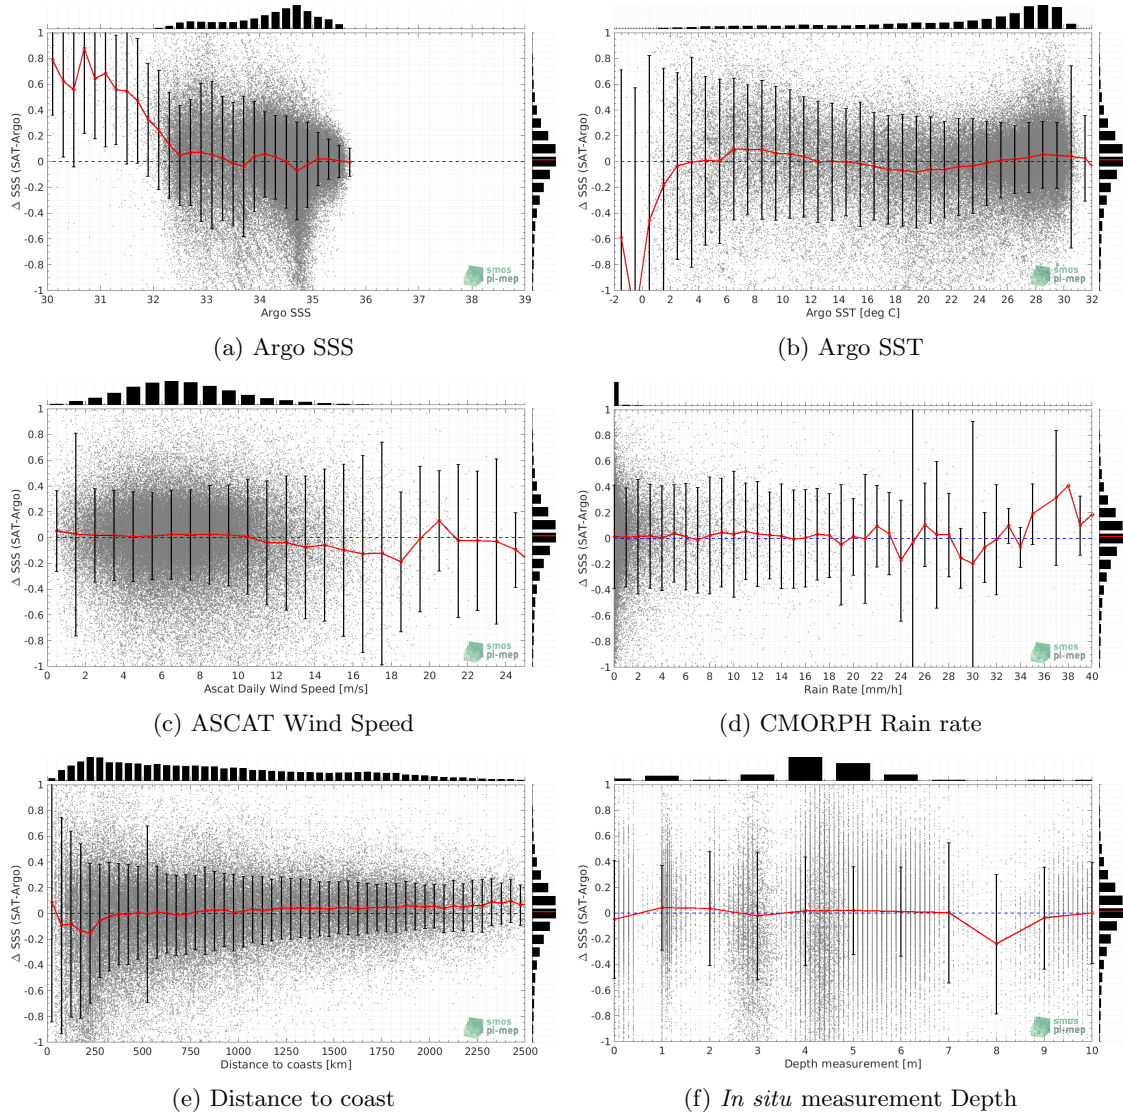 1
0.8
0.6
0.4
0.2
0
-0.2
-0.4
-0.6
-0.8
-1
Δ SSS (SAT-Argo)
30 31 32 33 34 35 36 37 38 39
Argo SSS
smos
pi-mep
(a) Argo SSS
1
0.8
0.6
0.4
0.2
0
-0.2
-0.4
-0.6
-0.8
-1
Δ SSS (SAT-Argo)
-2 0 2 4 6 8 10 12 14 16 18 20 22 24 26 28 30 32
Argo SST [deg C]
smos
pi-mep
(b) Argo SST
1
0.8
0.6
0.4
0.2
0
-0.2
-0.4
-0.6
-0.8
-1
Δ SSS (SAT-Argo)
0 2 4 6 8 10 12 14 16 18 20 22 24
Ascat Daily Wind Speed [m/s]
smos
pi-mep
(c) ASCAT Wind Speed
1
0.8
0.6
0.4
0.2
0
-0.2
-0.4
-0.6
-0.8
-1
Δ SSS (SAT-Argo)
0 2 4 6 8 10 12 14 16 18 20 22 24 26 28 30 32 34 36 38 40
Rain Rate [mm/h]
smos
pi-mep
(d) CMORPH Rain rate
1
0.8
0.6
0.4
0.2
0
-0.2
-0.4
-0.6
-0.8
-1
Δ SSS (SAT-Argo)
0 250 500 750 1000 1250 1500 1750 2000 2250 2500
Distance to coasts [km]
smos
pi-mep
(e) Distance to coast
1
0.8
0.6
0.4
0.2
0
-0.2
-0.4
-0.6
-0.8
-1
Δ SSS (SAT-Argo)
0 1 2 3 4 5 6 7 8 9 10
Depth measurement [m]
smos
pi-mep
(f) In situ measurement Depth